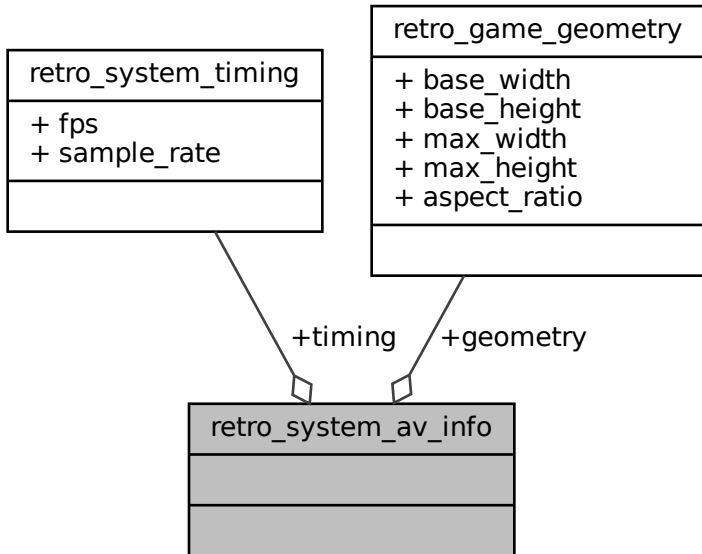 retro_system_timing
+ fps
+ sample_rate
retro_game_geometry
+ base_width
+ base_height
+ max_width
+ max_height
+ aspect_ratio
+timing
+geometry
retro_system_av_info